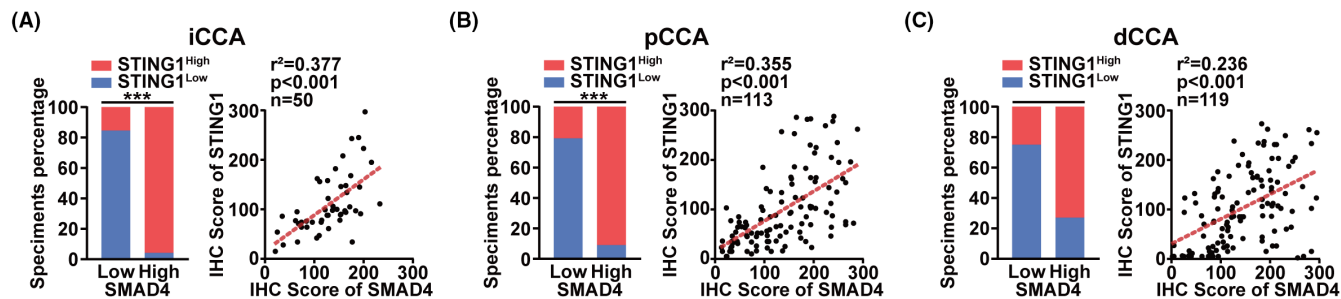 (A)
iCCA
STING1High
STING1Low
***
Speciments percentage
100
80
60
40
20
0
Low High
SMAD4
r²=0.377
p<0.001
n=50
IHC Score of STING1
300
200
100
0
0 100 200 300
IHC Score of SMAD4
(B)
pCCA
STING1High
STING1Low
***
Speciments percentage
100
80
60
40
20
0
Low High
SMAD4
r²=0.355
p<0.001
n=113
IHC Score of STING1
300
200
100
0
0 100 200 300
IHC Score of SMAD4
(C)
dCCA
STING1High
STING1Low
Speciments percentage
100
80
60
40
20
0
Low High
SMAD4
r²=0.236
p<0.001
n=119
IHC Score of STING1
300
200
100
0
0 100 200 300
IHC Score of SMAD4